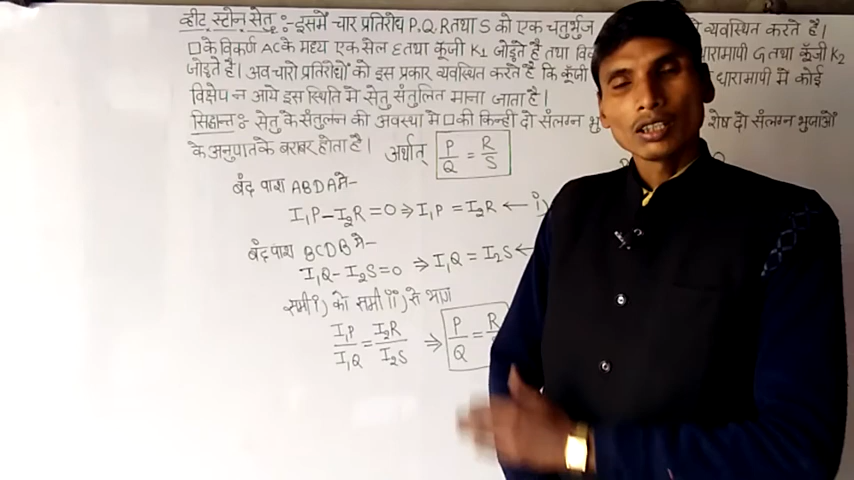 व्हीट स्टोन सेतु :- इसमें चार प्रतिरोध P.Q.R तथा S को एक चतुर्भुज व्यवस्थित करते है।
□ के विकर्ण AC के मध्य एक सेल E तथा कूँजी K₁ जोड़ते है तथा धारामापी G तथा कूँजी K₂
जोड़ते है। अब चारो प्रतिरोधों को इस प्रकार व्यवस्थित करते है कि कूँजी धारामापी मे कोई
विक्षेप न आये इस स्थिति मे सेतु संतुलित माना जाता है।
सिद्धान्त :- सेतु के संतुलन की अवस्था मे □ की किन्ही दो संलग्न शेष दो संलग्न भुजाओं
के अनुपात के बराबर होता है। अर्थात् P/Q = R/S
बंद पाश ABDA मे-
I₁P - I₂R = 0 ⇒ I₁P = I₂R ← i)
बंद पाश BCDB मे-
I₁Q - I₂S = 0 ⇒ I₁Q = I₂S ←
समी i) को समी ii) से भाग
I₁P/I₁Q = I₂R/I₂S ⇒ P/Q = R